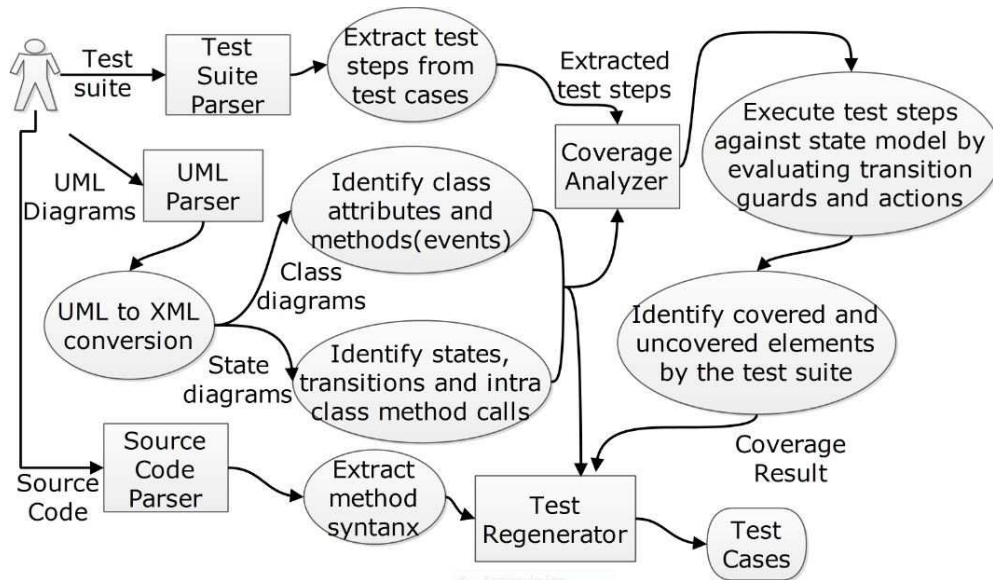 Test
suite
Test
Suite
Parser
Extract test
steps from
test cases
Extracted
test steps
Coverage
Analyzer
Execute test steps
against state model by
evaluating transition
guards and actions
UML
Diagrams
UML
Parser
Identify class
attributes and
methods(events)
Class
diagrams
UML to XML
conversion
State
diagrams
Identify states,
transitions and intra
class method calls
Identify covered and
uncovered elements
by the test suite
Coverage
Result
Source
Code
Source
Code
Parser
Extract
method
syntanx
Test
Regenerator
Test
Cases